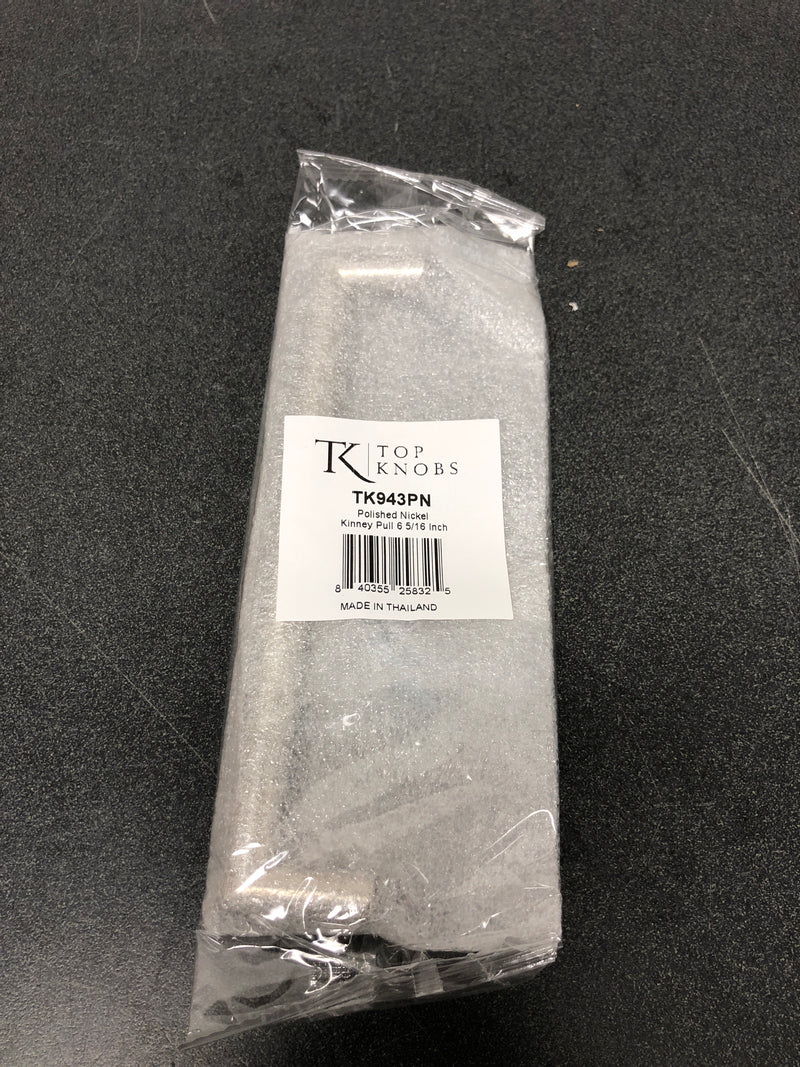 TK TOP
KNOBS
TK943PN
Polished Nickel
Kinney Pull 6 5/16 Inch
8 40355 25832 5
MADE IN THAILAND